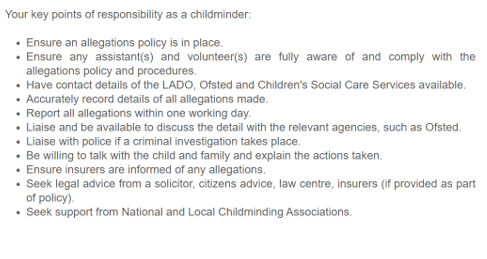 Your key points of responsibility as a childminder:
• Ensure an allegations policy is in place.
• Ensure any assistant(s) and volunteer(s) are fully aware of and comply with the
allegations policy and procedures.
• Have contact details of the LADO, Ofsted and Children's Social Care Services available.
• Accurately record details of all allegations made.
• Report all allegations within one working day.
• Liaise and be available to discuss the detail with the relevant agencies, such as Ofsted.
• Liaise with police if a criminal investigation takes place.
• Be willing to talk with the child and family and explain the actions taken.
• Ensure insurers are informed of any allegations.
• Seek legal advice from a solicitor, citizens advice, law centre, insurers (if provided as part
of policy).
• Seek support from National and Local Childminding Associations.